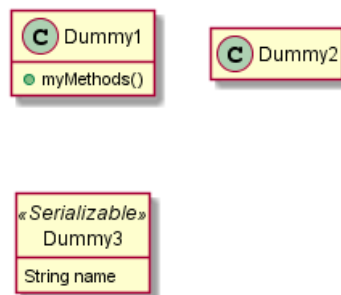 C Dummy1
myMethods()
C Dummy2
«Serializable»
Dummy3
String name